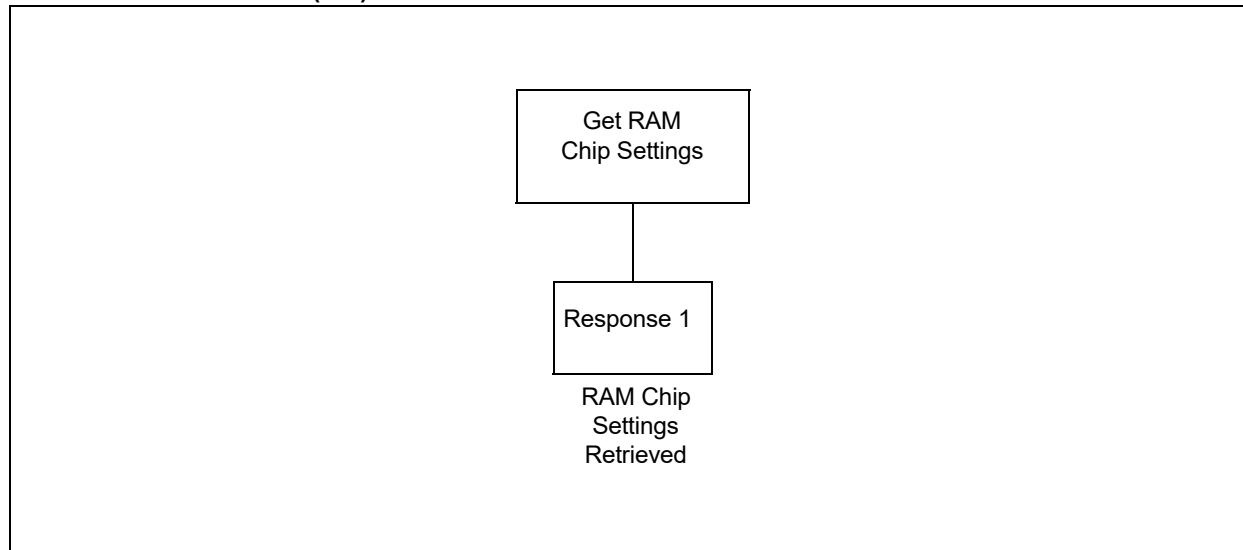 Get RAM
Chip Settings
Response 1
RAM Chip
Settings
Retrieved